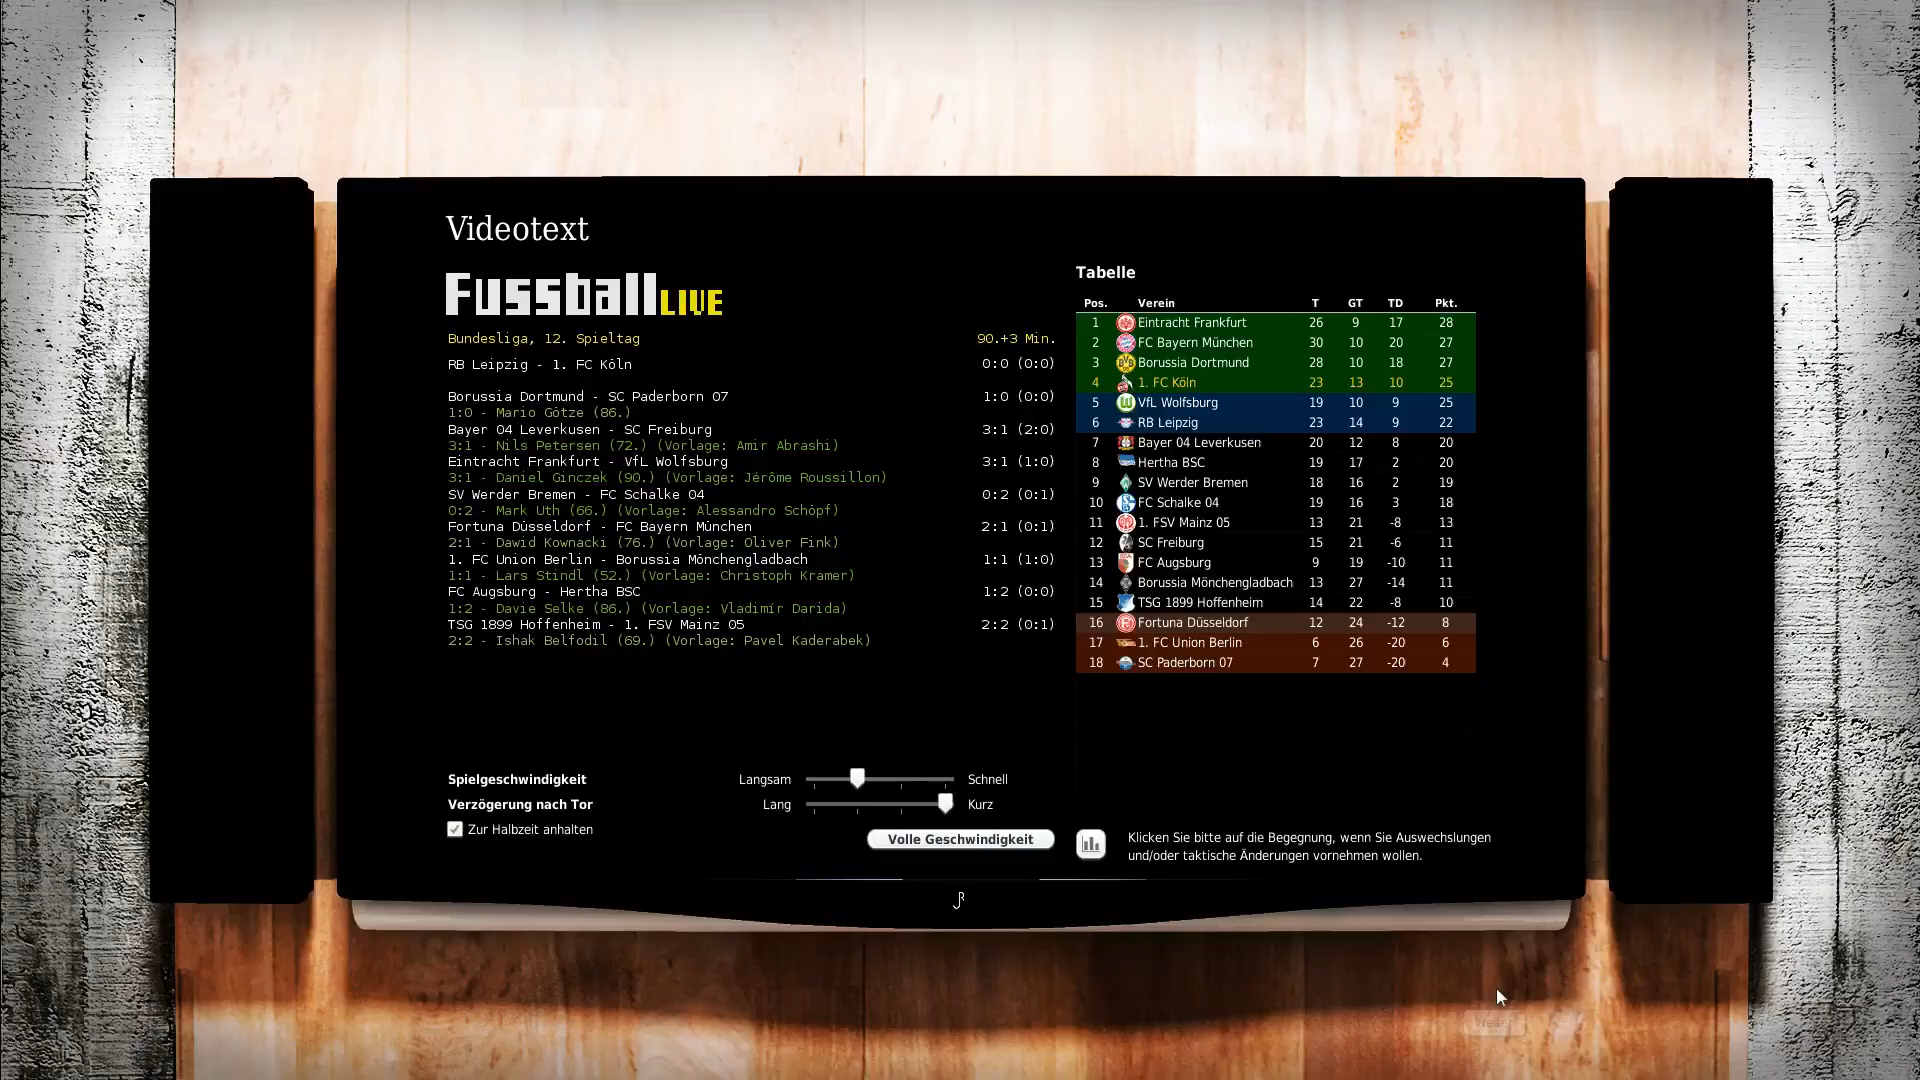 Videotext
Fussball LIVE
Bundesliga, 12. Spieltag 90.+3 Min.
RB Leipzig - 1. FC Köln 0:0 (0:0)
Borussia Dortmund - SC Paderborn 07 1:0 (0:0)
1:0 - Mario Götze (86.)
Bayer 04 Leverkusen - SC Freiburg 3:1 (2:0)
3:1 - Nils Petersen (72.) (Vorlage: Amir Abrashi)
Eintracht Frankfurt - VfL Wolfsburg 3:1 (1:0)
3:1 - Daniel Ginczek (90.) (Vorlage: Jérôme Roussillon)
SV Werder Bremen - FC Schalke 04 0:2 (0:1)
0:2 - Mark Uth (66.) (Vorlage: Alessandro Schöpf)
Fortuna Düsseldorf - FC Bayern München 2:1 (0:1)
2:1 - Dawid Kownacki (76.) (Vorlage: Oliver Fink)
1. FC Union Berlin - Borussia Mönchengladbach 1:1 (1:0)
1:1 - Lars Stindl (52.) (Vorlage: Christoph Kramer)
FC Augsburg - Hertha BSC 1:2 (0:0)
1:2 - Davie Selke (86.) (Vorlage: Vladimír Darida)
TSG 1899 Hoffenheim - 1. FSV Mainz 05 2:2 (0:1)
2:2 - Ishak Belfodil (69.) (Vorlage: Pavel Kaderabek)
Tabelle
Pos. Verein T GT TD Pkt.
1 Eintracht Frankfurt 26 9 17 28
2 FC Bayern München 30 10 20 27
3 Borussia Dortmund 28 10 18 27
4 1. FC Köln 23 13 10 25
5 VfL Wolfsburg 19 10 9 25
6 RB Leipzig 23 14 9 22
7 Bayer 04 Leverkusen 20 12 8 20
8 Hertha BSC 19 17 2 20
9 SV Werder Bremen 18 16 2 19
10 FC Schalke 04 19 16 3 18
11 1. FSV Mainz 05 13 21 -8 13
12 SC Freiburg 15 21 -6 11
13 FC Augsburg 9 19 -10 11
14 Borussia Mönchengladbach 13 27 -14 11
15 TSG 1899 Hoffenheim 14 22 -8 10
16 Fortuna Düsseldorf 12 24 -12 8
17 1. FC Union Berlin 6 26 -20 6
18 SC Paderborn 07 7 27 -20 4
Spielgeschwindigkeit Langsam Schnell
Verzögerung nach Tor Lang Kurz
Zur Halbzeit anhalten
Volle Geschwindigkeit
Klicken Sie bitte auf die Begegnung, wenn Sie Auswechslungen
und/oder taktische Änderungen vornehmen wollen.
Weiter